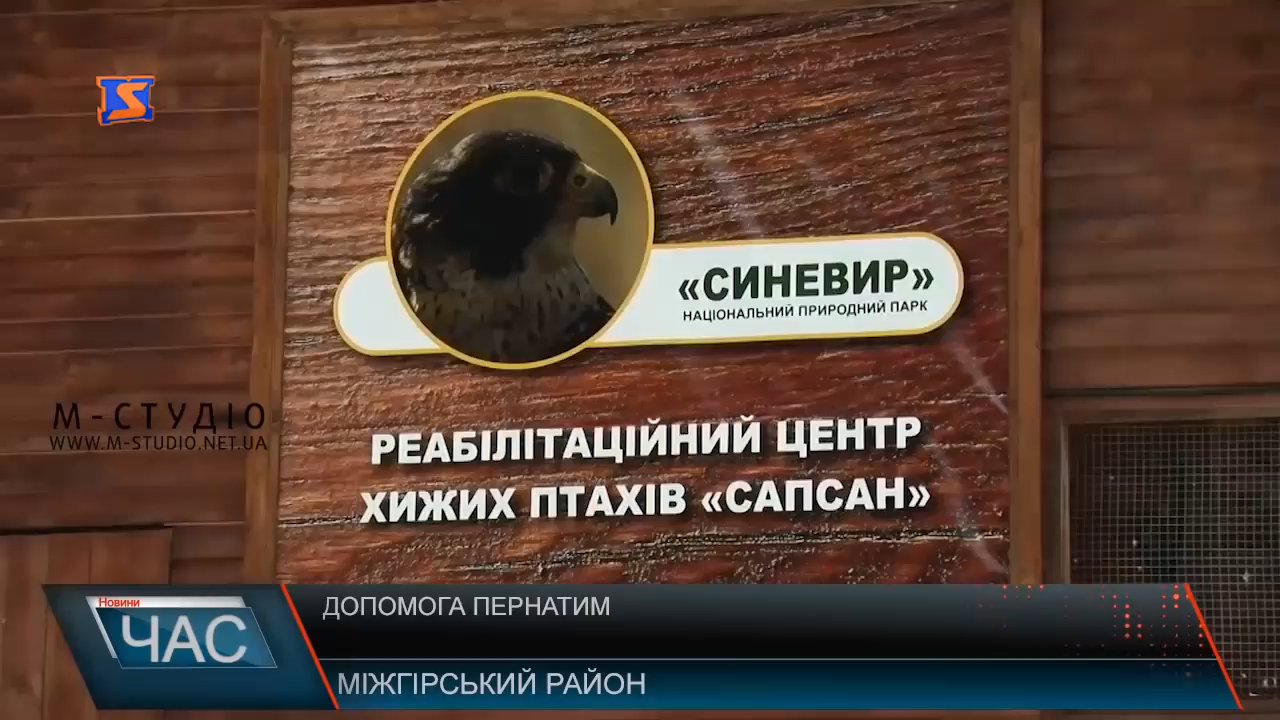 «СИНЕВИР»
НАЦІОНАЛЬНИЙ ПРИРОДНИЙ ПАРК
М-СТУДІО
WWW.M-STUDIO.NET.UA
РЕАБІЛІТАЦІЙНИЙ ЦЕНТР
ХИЖИХ ПТАХІВ «САПСАН»
Новини
ЧАС
ДОПОМОГА ПЕРНАТИМ
МІЖГІРСЬКИЙ РАЙОН